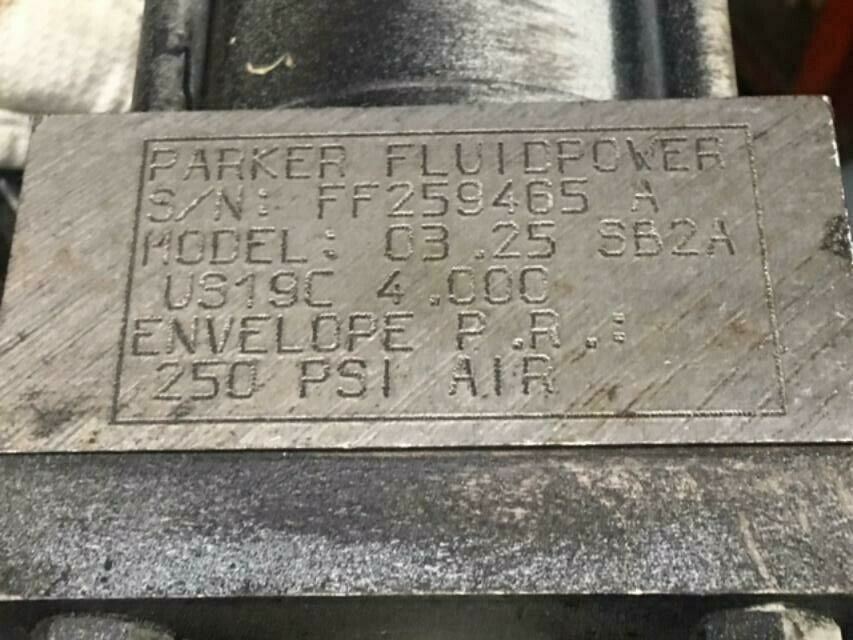 PARKER FLUIDPOWER
S/N: FF259465 A
MODEL: 03.25 SB2A
US19C 4.000
ENVELOPE P.R.:
250 PSI AIR